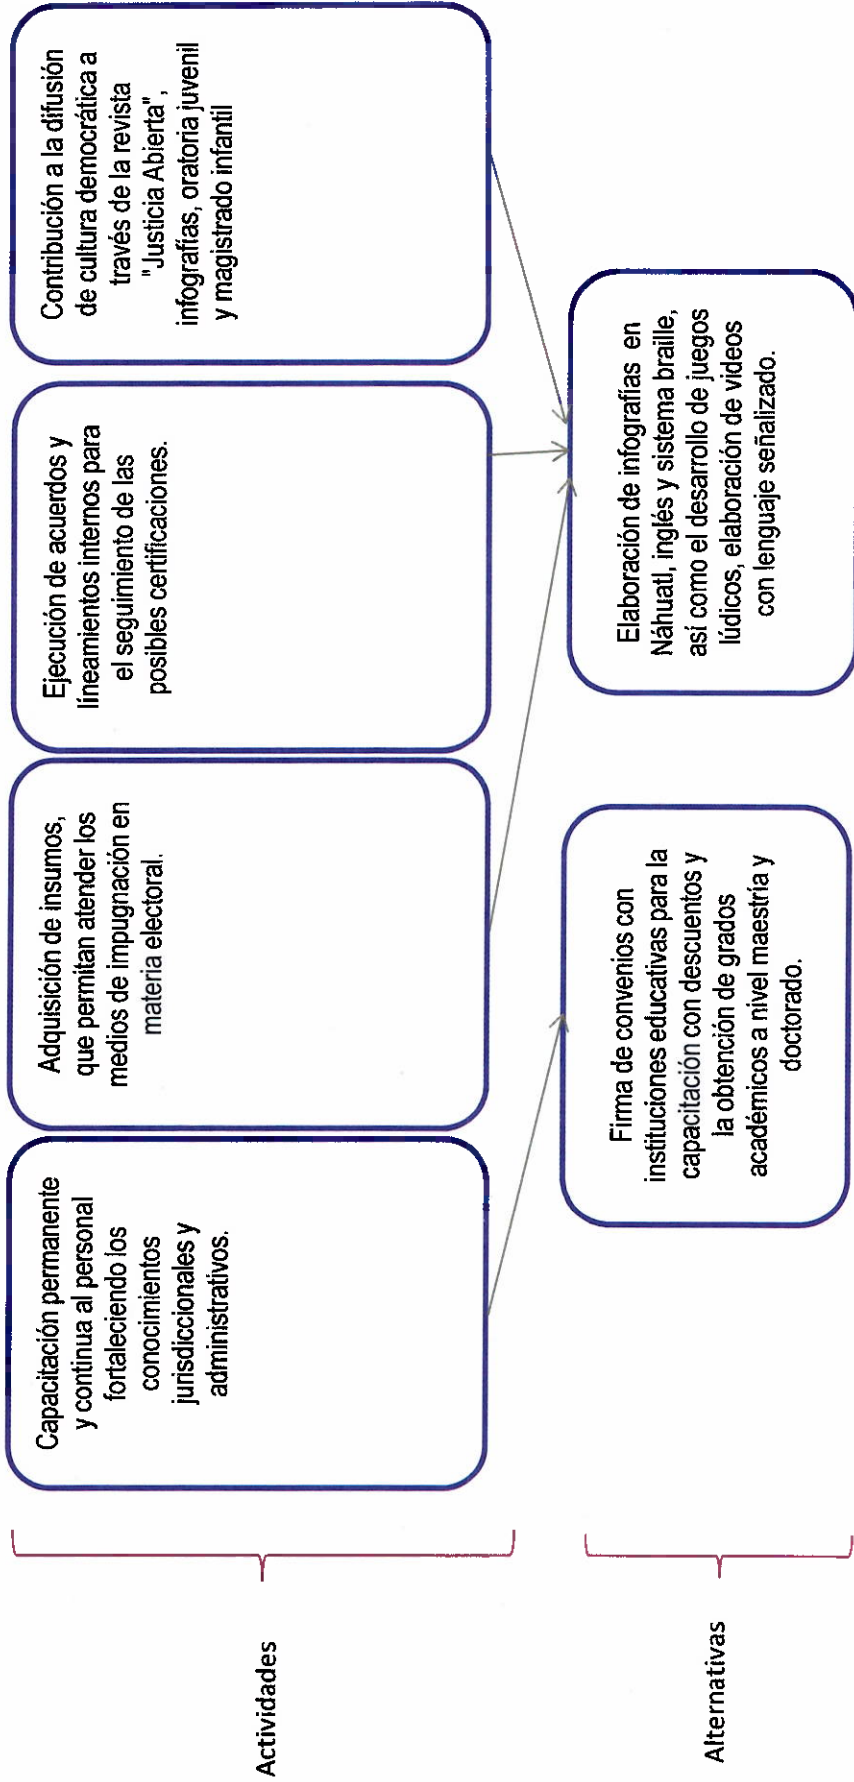 Actividades
Capacitación permanente
y continua al personal
fortaleciendo los
conocimientos
jurisdiccionales y
administrativos.
Adquisición de insumos,
que permitan atender los
medios de impugnación en
materia electoral.
Ejecución de acuerdos y
lineamientos internos para
el seguimiento de las
posibles certificaciones.
Contribución a la difusión
de cultura democrática a
través de la revista
"Justicia Abierta",
infografías, oratoria juvenil
y magistrado infantil
Alternativas
Firma de convenios con
instituciones educativas para la
capacitación con descuentos y
la obtención de grados
académicos a nivel maestría y
doctorado.
Elaboración de infografías en
Náhuatl, inglés y sistema braille,
así como el desarrollo de juegos
lúdicos, elaboración de videos
con lenguaje señalizado.